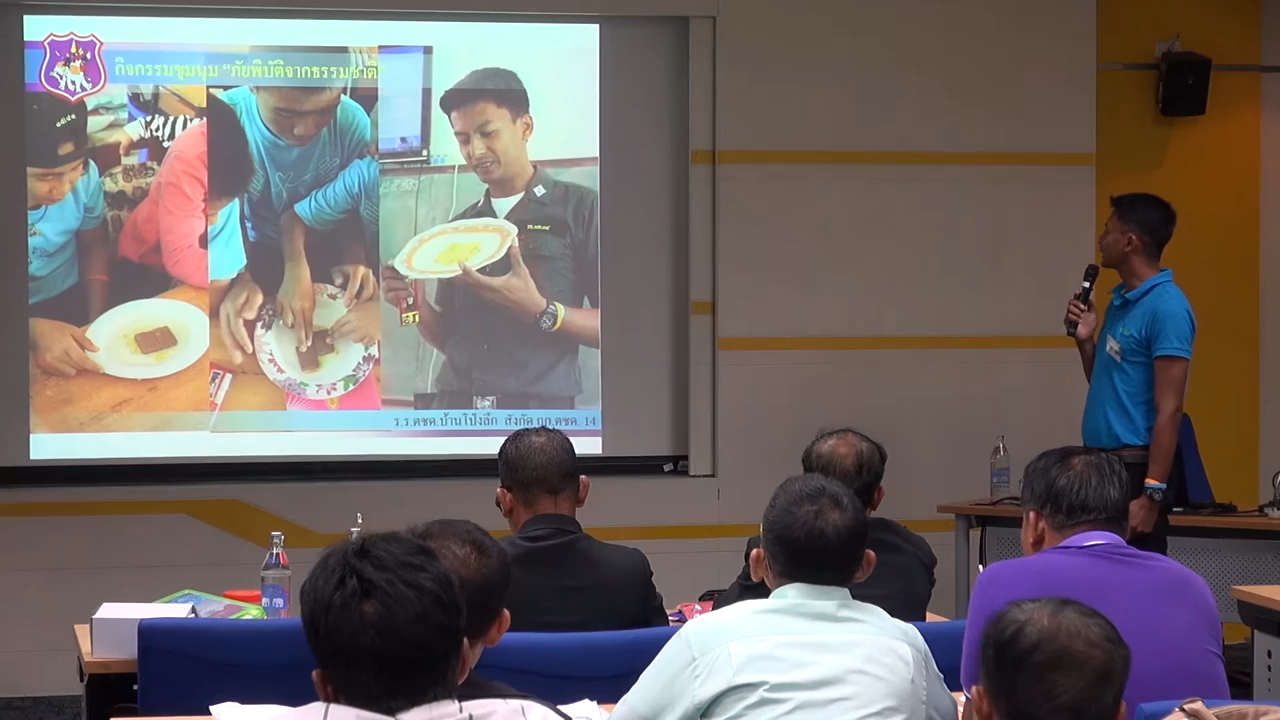 กิจกรรมชุมนุม “ภัยพิบัติจากธรรมชาติ”
adidas
ร.ร.ตชด.บ้านโป่งลึก สังกัด กก.ตชด. 14